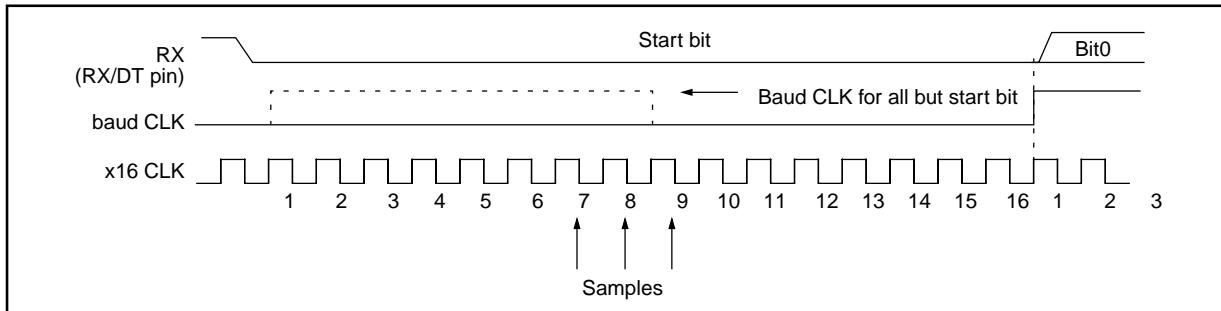 Start bit
RX
(RX/DT pin)
Bit0
Baud CLK for all but start bit
baud CLK
x16 CLK
1 2 3 4 5 6 7 8 9 10 11 12 13 14 15 16 1 2 3
Samples